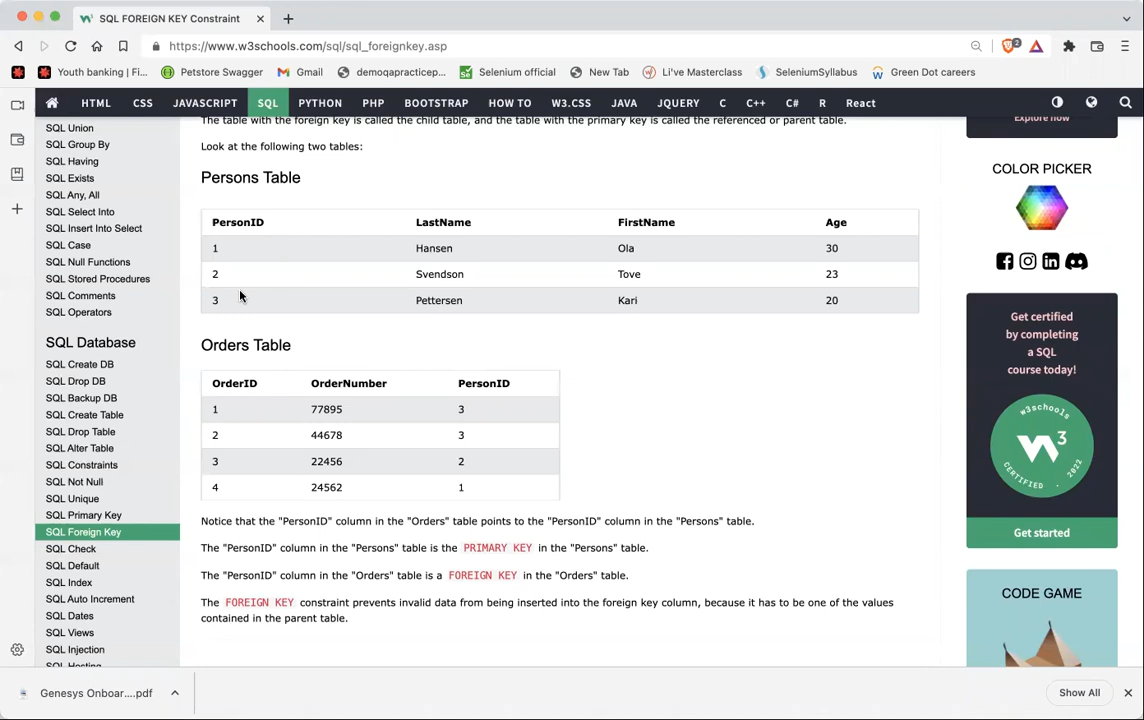 SQL FOREIGN KEY Constraint
https://www.w3schools.com/sql/sql_foreignkey.asp
2
Youth banking | Fi...
Petstore Swagger
Gmail
demoqapracticep...
Selenium official
New Tab
Li've Masterclass
SeleniumSyllabus
Green Dot careers
HTML CSS JAVASCRIPT SQL PYTHON PHP BOOTSTRAP HOW TO W3.CSS JAVA JQUERY C C++ C# R React
SQL Union
SQL Group By
SQL Having
SQL Exists
SQL Any, All
SQL Select Into
SQL Insert Into Select
SQL Case
SQL Null Functions
SQL Stored Procedures
SQL Comments
SQL Operators
SQL Database
SQL Create DB
SQL Drop DB
SQL Backup DB
SQL Create Table
SQL Drop Table
SQL Alter Table
SQL Constraints
SQL Not Null
SQL Unique
SQL Primary Key
SQL Foreign Key
SQL Check
SQL Default
SQL Index
SQL Auto Increment
SQL Dates
SQL Views
SQL Injection
SQL Hosting
The table with the foreign key is called the child table, and the table with the primary key is called the referenced or parent table.
Look at the following two tables:
Persons Table
PersonID LastName FirstName Age
1 Hansen Ola 30
2 Svendson Tove 23
3 Pettersen Kari 20
Orders Table
OrderID OrderNumber PersonID
1 77895 3
2 44678 3
3 22456 2
4 24562 1
Notice that the "PersonID" column in the "Orders" table points to the "PersonID" column in the "Persons" table.
The "PersonID" column in the "Persons" table is the PRIMARY KEY in the "Persons" table.
The "PersonID" column in the "Orders" table is a FOREIGN KEY in the "Orders" table.
The FOREIGN KEY constraint prevents invalid data from being inserted into the foreign key column, because it has to be one of the values
contained in the parent table.
Explore now
COLOR PICKER
Get certified
by completing
a SQL
course today!
w3schools
W3
CERTIFIED . 2022
Get started
CODE GAME
Genesys Onboar....pdf
Show All